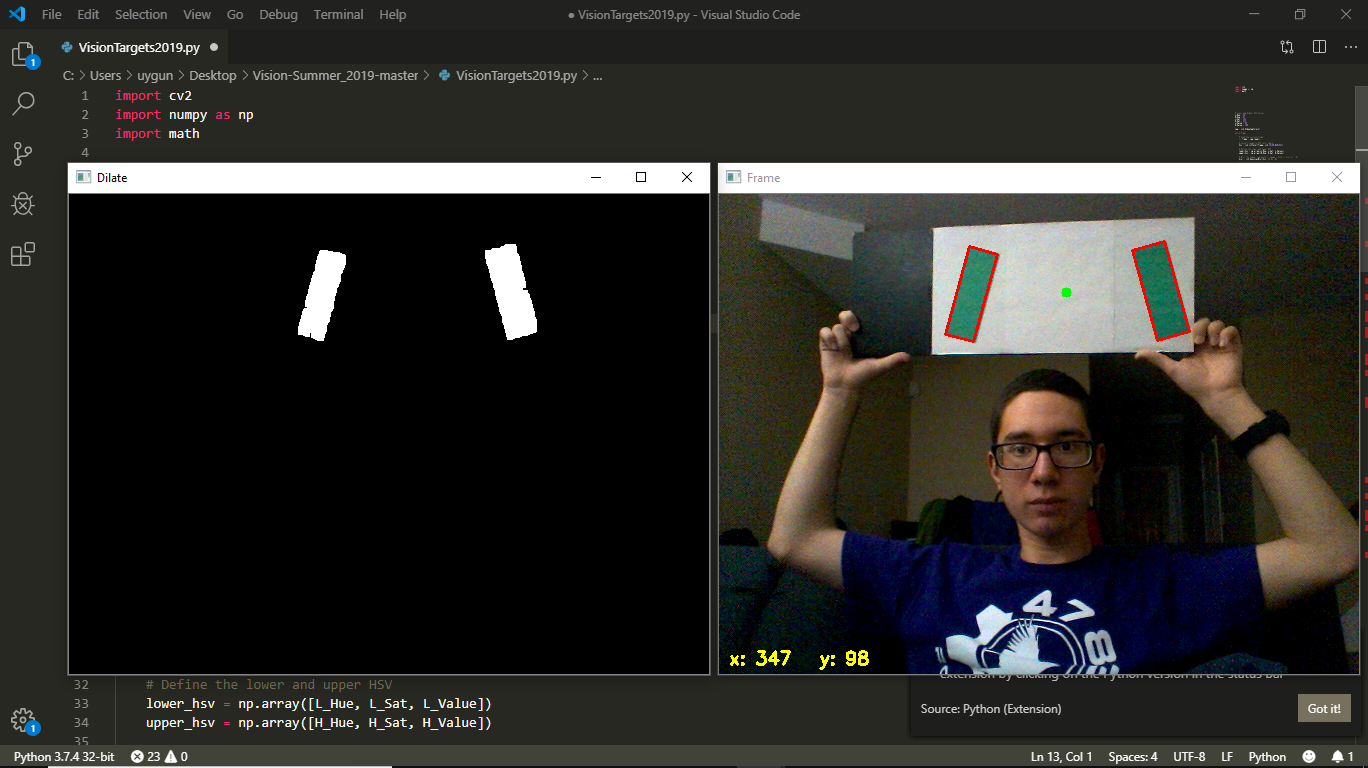 File Edit Selection View Go Debug Terminal Help
● VisionTargets2019.py - Visual Studio Code
VisionTargets2019.py ●
C: > Users > uygun > Desktop > Vision-Summer_2019-master > VisionTargets2019.py > ...
1 import cv2
2 import numpy as np
3 import math
4
Dilate
Frame
478
x: 347 y: 98
32 # Define the lower and upper HSV
33 lower_hsv = np.array([L_Hue, L_Sat, L_Value])
34 upper_hsv = np.array([H_Hue, H_Sat, H_Value])
35
extension by clicking on the Python version in the status bar
Source: Python (Extension)
Got it!
1
1
Python 3.7.4 32-bit 23 0
Ln 13, Col 1 Spaces: 4 UTF-8 LF Python 1